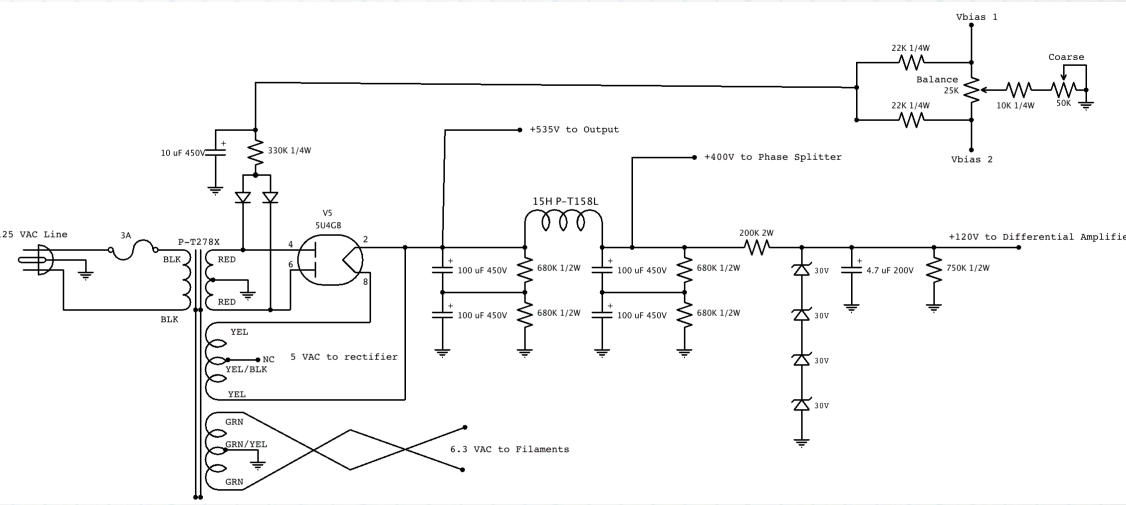 Vbias 1
22K 1/4W
Coarse
Balance
25K
10K 1/4W
50K
22K 1/4W
Vbias 2
+535V to Output
10 uF 450V
+
330K 1/4W
+400V to Phase Splitter
15H P-T158L
V5
5U4GB
25 VAC Line
3A
P-T278X
BLK
RED
4
2
200K 2W
+120V to Differential Amplifie
6
8
+
100 uF 450V
680K 1/2W
+
100 uF 450V
680K 1/2W
30V
+
4.7 uF 200V
750K 1/2W
RED
BLK
+
100 uF 450V
680K 1/2W
+
100 uF 450V
680K 1/2W
30V
YEL
NC
5 VAC to rectifier
YEL/BLK
30V
YEL
30V
GRN
GRN/YEL
6.3 VAC to Filaments
GRN